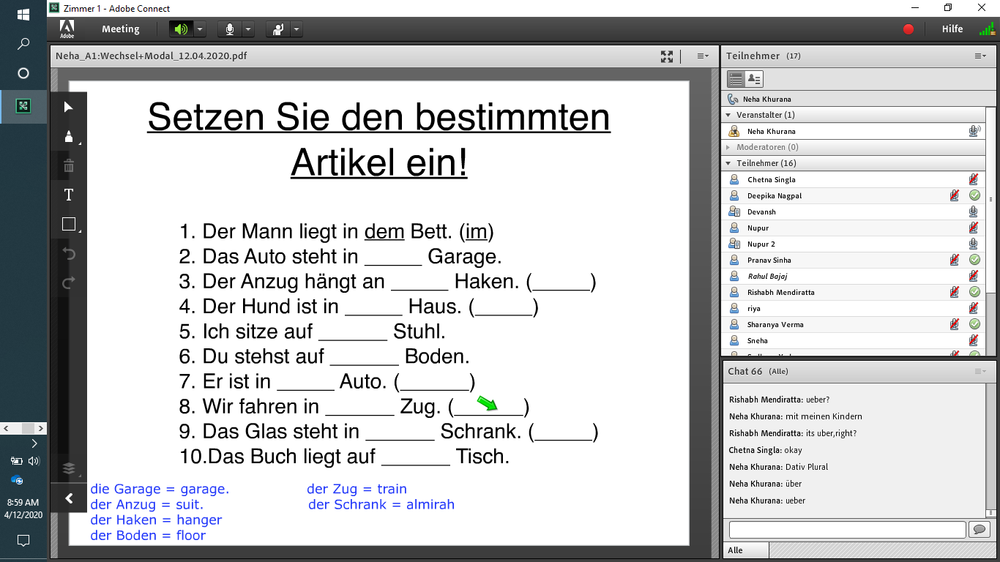 Zimmer 1 - Adobe Connect
Adobe
Meeting
Hilfe
Neha_A1:Wechsel+Modal_12.04.2020.pdf
Setzen Sie den bestimmten
Artikel ein!
1. Der Mann liegt in dem Bett. (im)
2. Das Auto steht in _____ Garage.
3. Der Anzug hängt an _____ Haken. (_____)
4. Der Hund ist in _____ Haus. (_____)
5. Ich sitze auf ______ Stuhl.
6. Du stehst auf ______ Boden.
7. Er ist in _____ Auto. (______)
8. Wir fahren in ______ Zug. (______)
9. Das Glas steht in ______ Schrank. (_____)
10.Das Buch liegt auf ______ Tisch.
die Garage = garage.
der Anzug = suit.
der Haken = hanger
der Boden = floor
der Zug = train
der Schrank = almirah
T
Teilnehmer (17)
Neha Khurana
Veranstalter (1)
Neha Khurana
Moderatoren (0)
Teilnehmer (16)
Chetna Singla
Deepika Nagpal
Devansh
Nupur
Nupur 2
Pranav Sinha
Rahul Bajaj
Rishabh Mendiratta
riya
Sharanya Verma
Sneha
Chat 66 (Alle)
Rishabh Mendiratta: ueber?
Neha Khurana: mit meinen Kindern
Rishabh Mendiratta: its uber,right?
Chetna Singla: okay
Neha Khurana: Dativ Plural
Neha Khurana: über
Neha Khurana: ueber
Alle
8:59 AM
4/12/2020